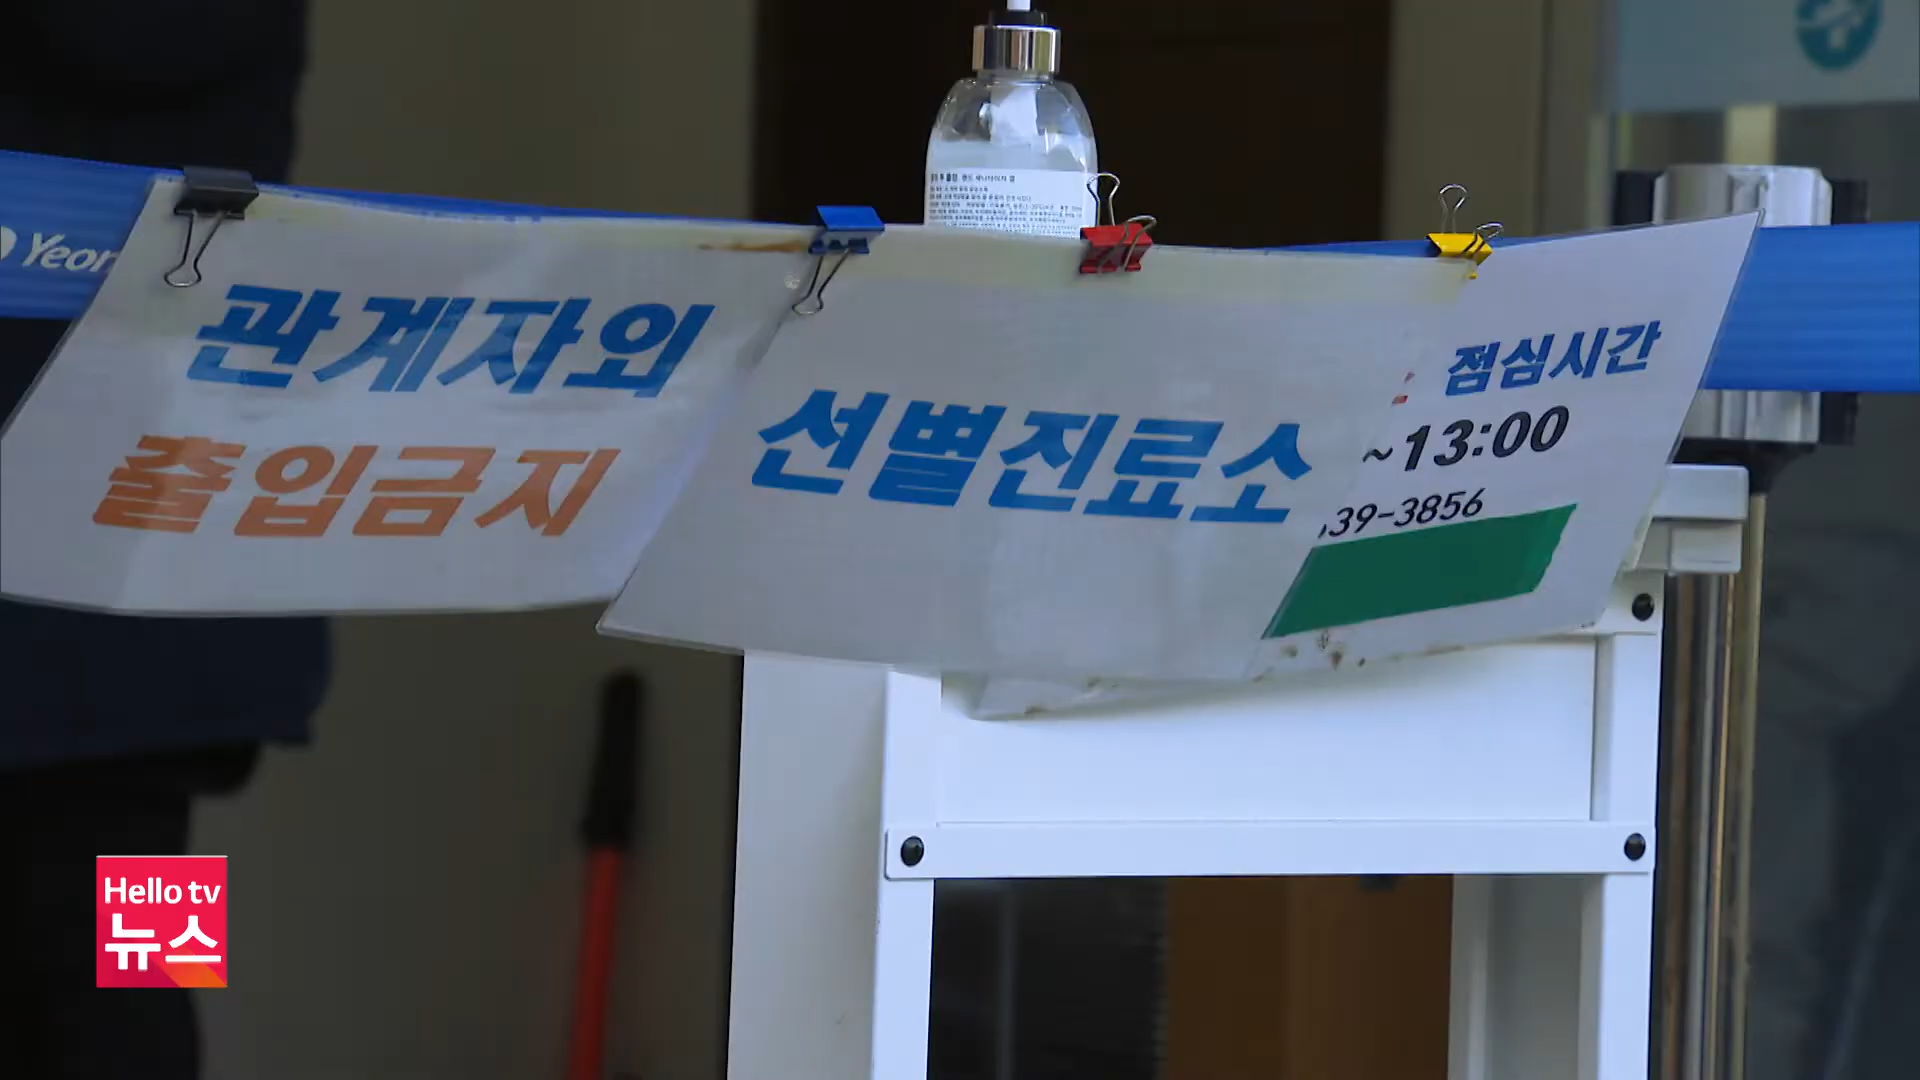 Yeon
관계자외
출입금지
선별진료소
점심시간
~13:00
39-3856
Hello tv
뉴스